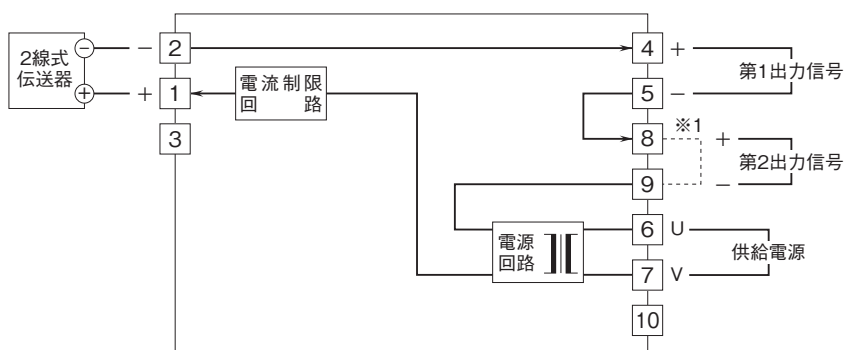 2線式
伝送器
−
+
− 2
+ 1
3
電流制限
回 路
4 +
5 −
第1出力信号
8 ※1 +
9 −
第2出力信号
電源
回路
6 U
7 V
供給電源
10